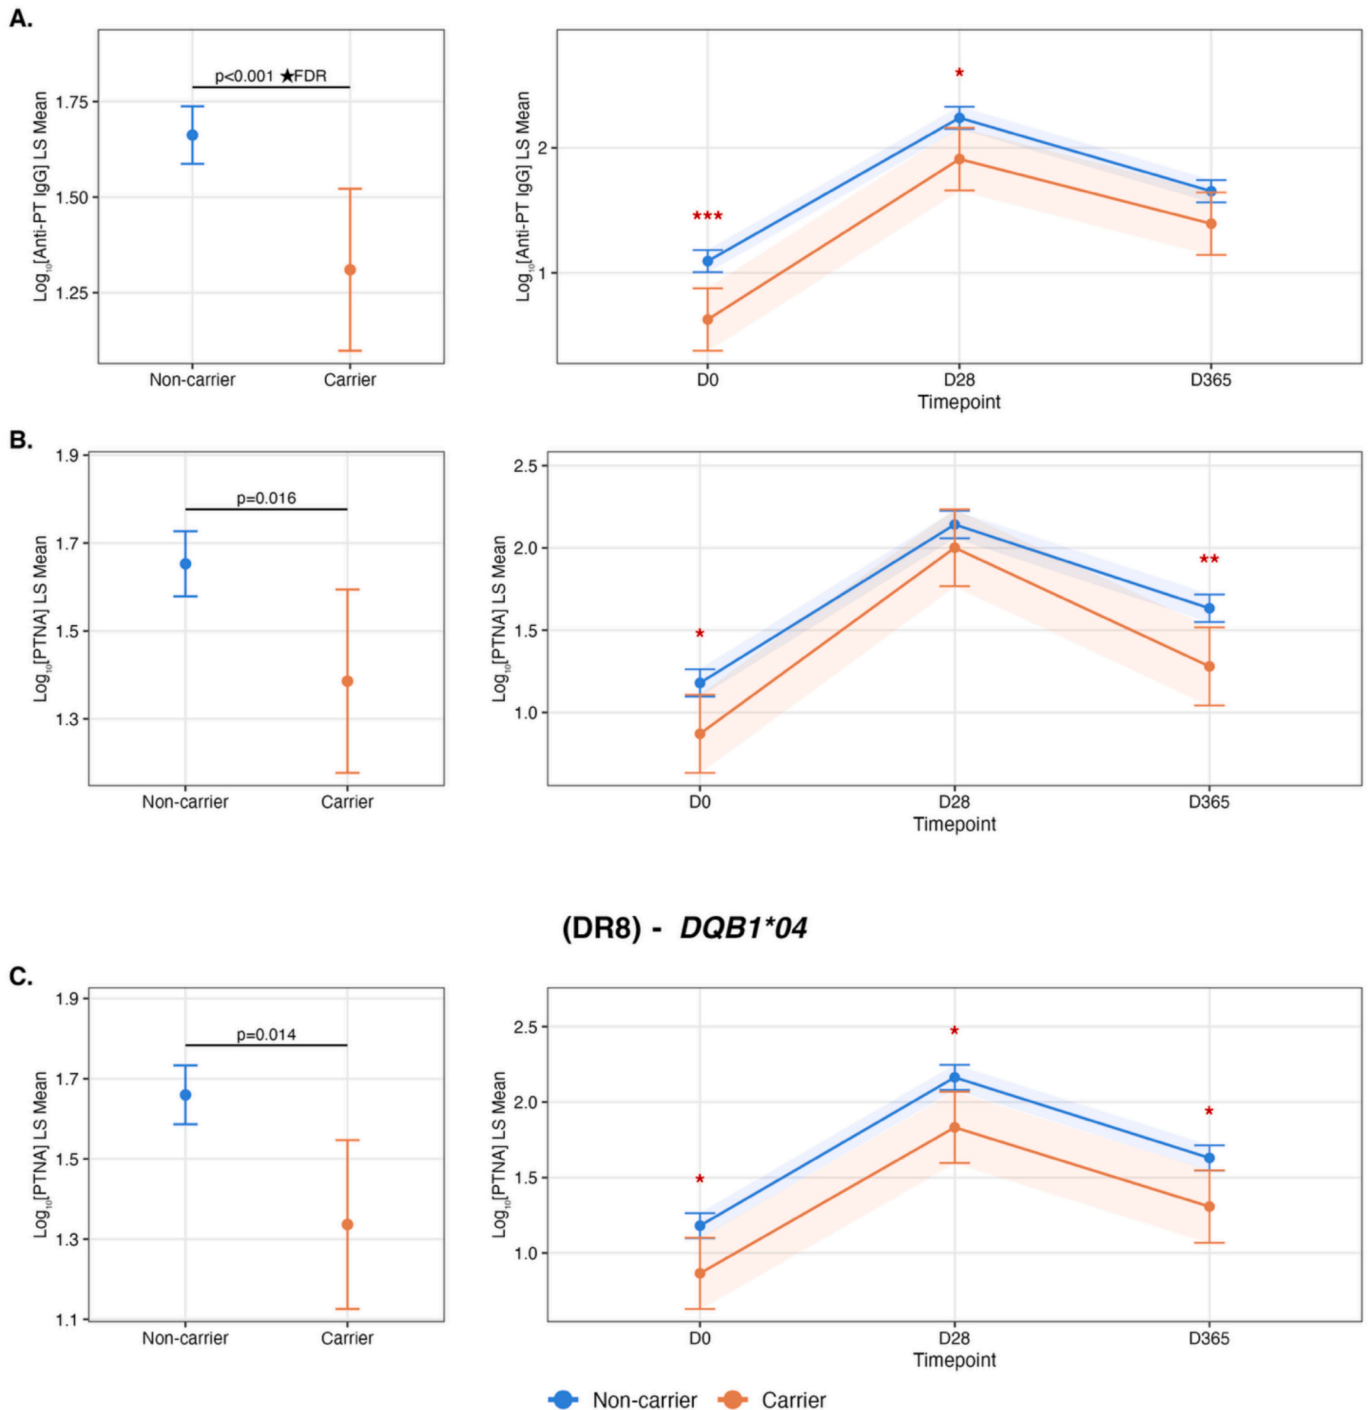 A.
p<0.001 ★FDR
Log₁₀[Anti-PT IgG] LS Mean
1.75
1.50
1.25
Non-carrier
Carrier
Log₁₀[Anti-PT IgG] LS Mean
2
1
***
*
D0
D28
D365
Timepoint
B.
p=0.016
Log₁₀[PTNA] LS Mean
1.9
1.7
1.5
1.3
Non-carrier
Carrier
Log₁₀[PTNA] LS Mean
2.5
2.0
1.5
1.0
*
**
D0
D28
D365
Timepoint
(DR8) - DQB1*04
C.
p=0.014
Log₁₀[PTNA] LS Mean
1.9
1.7
1.5
1.3
1.1
Non-carrier
Carrier
Log₁₀[PTNA] LS Mean
2.5
2.0
1.5
1.0
*
*
*
D0
D28
D365
Timepoint
Non-carrier
Carrier